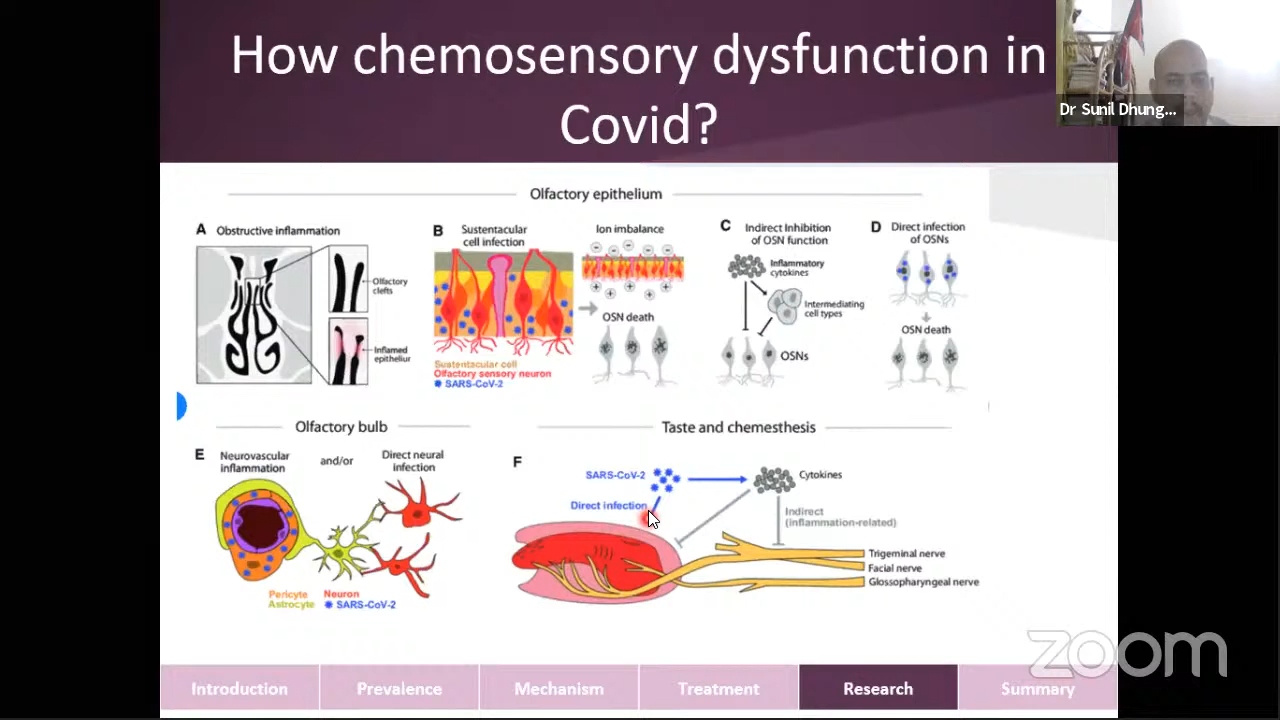 How chemosensory dysfunction in
Covid?
Dr Sunil Dhung...
Olfactory epithelium
A Obstructive inflammation
Olfactory
clefts
Inflamed
epitheliur
B Sustentacular
cell infection
Ion imbalance
OSN death
Sustentacular cell
Olfactory sensory neuron
SARS-CoV-2
C Indirect Inhibition
of OSN function
Inflammatory
cytokines
Intermediating
cell types
OSNs
D Direct infection
of OSNs
OSN death
Olfactory bulb
E Neurovascular
inflammation
and/or
Direct neural
infection
Pericyte Neuron
Astrocyte SARS-CoV-2
Taste and chemesthesis
F
SARS-CoV-2
Cytokines
Direct infection
Indirect
(inflammation-related)
Trigeminal nerve
Facial nerve
Glossopharyngeal nerve
zoom
Introduction Prevalence Mechanism Treatment Research Summary